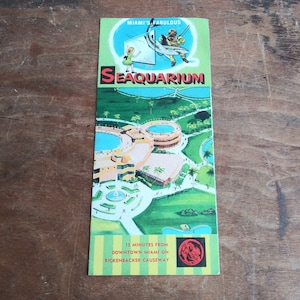 MIAMI'S FABULOUS
SEAQUARIUM
15 MINUTES FROM
DOWNTOWN MIAMI ON
RICKENBACKER CAUSEWAY